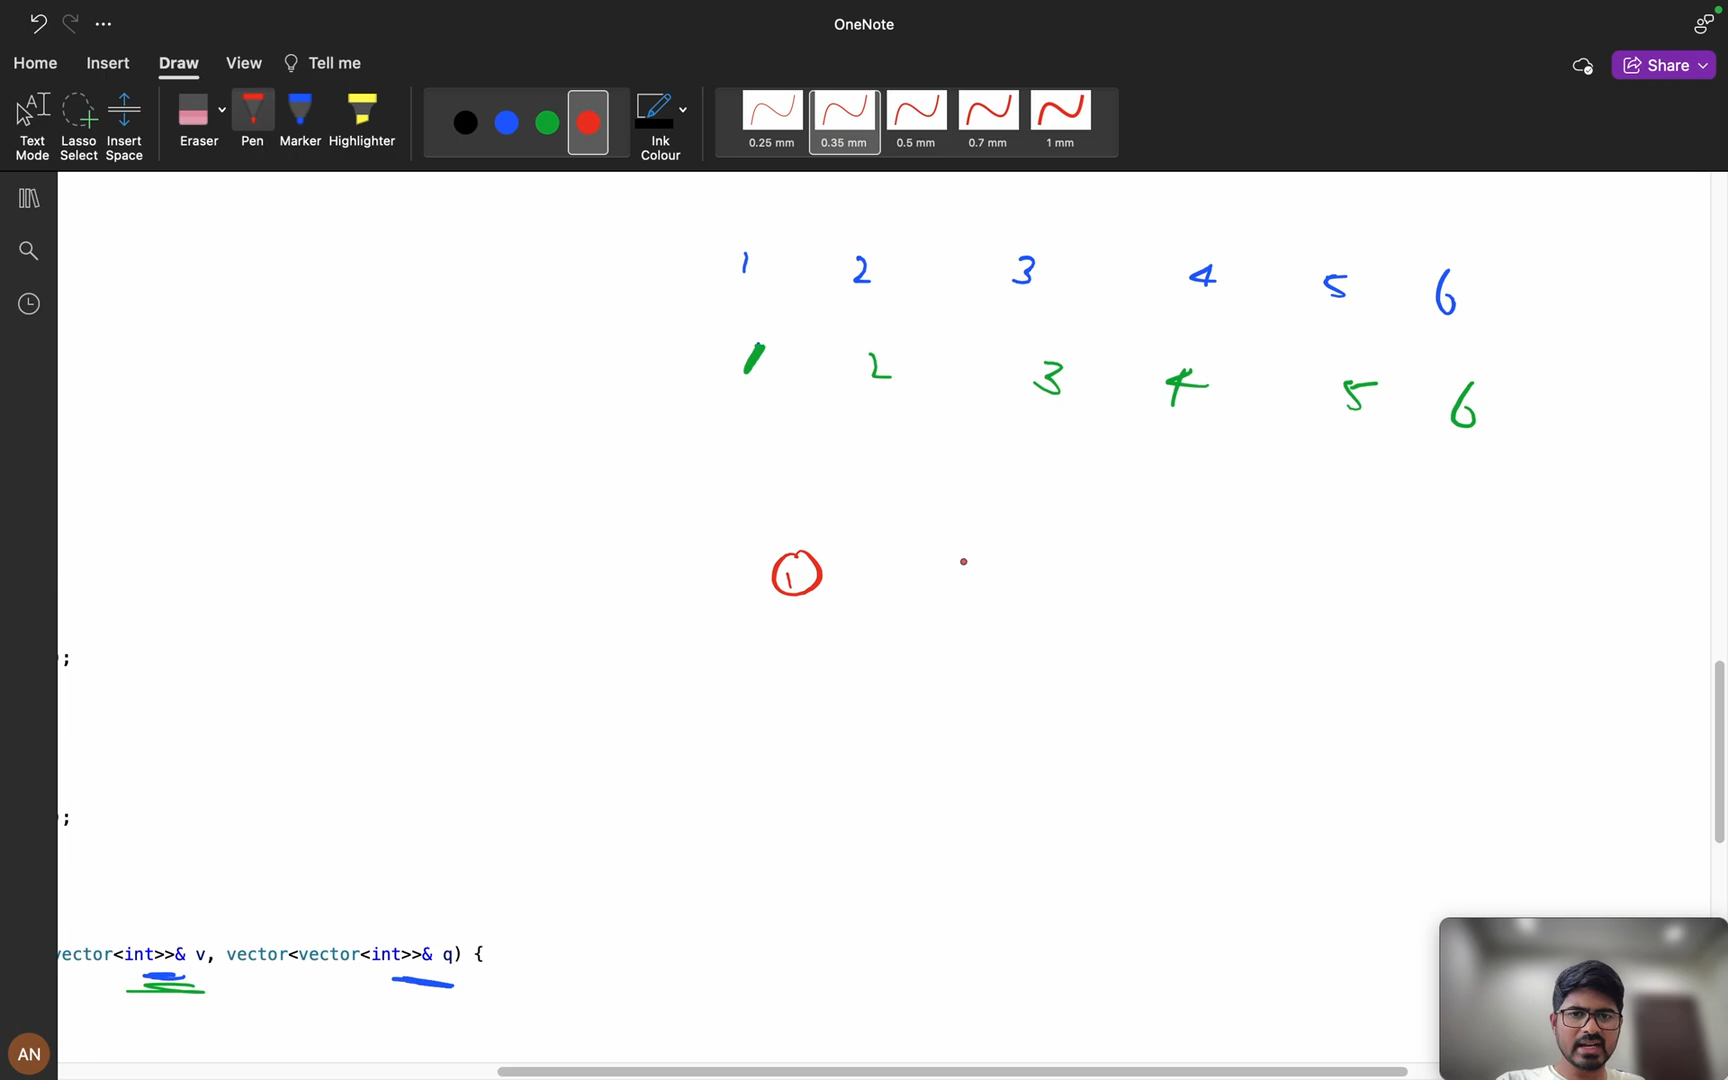 OneNote
Home Insert Draw View Tell me
Share
Text Mode
Lasso Select
Insert Space
Eraser
Pen
Marker
Highlighter
Ink Colour
0.25 mm
0.35 mm
0.5 mm
0.7 mm
1 mm
1 2 3 4 5 6
1 2 3 4 5 6
1
);
);
vector<int>>& v, vector<vector<int>>& q) {
AN